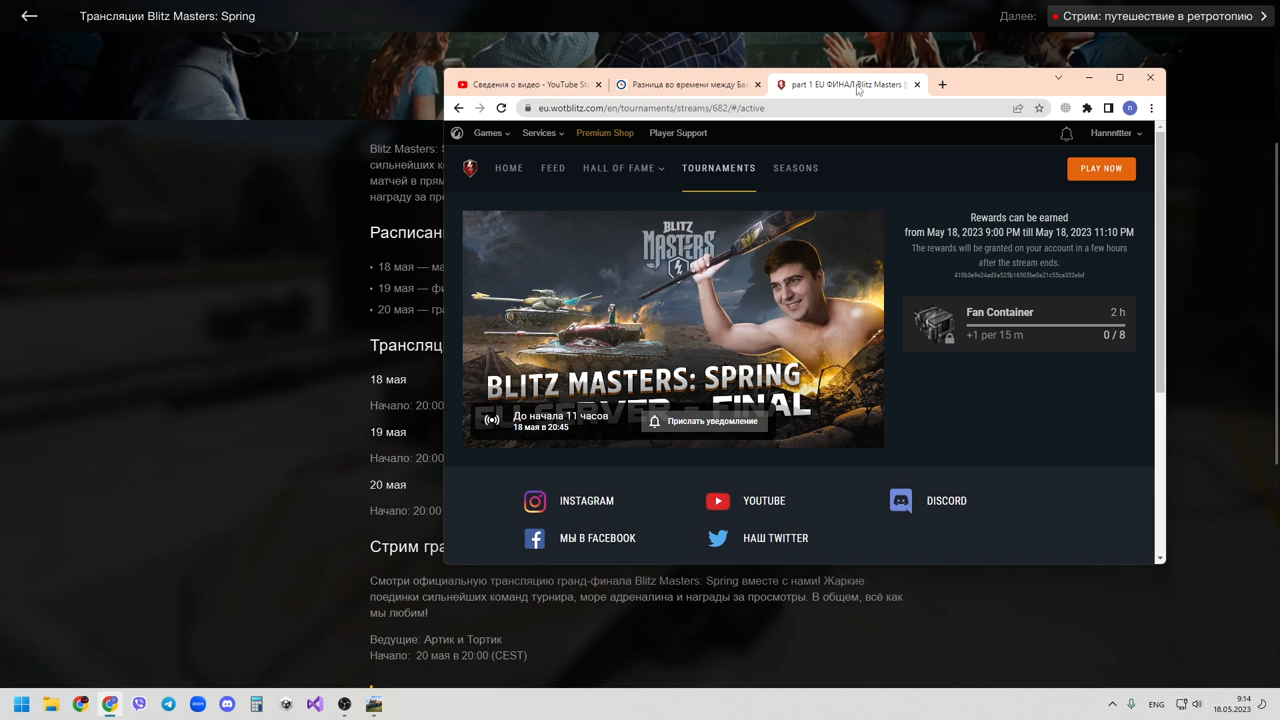 Трансляции Blitz Masters: Spring
Далее:
Стрим: путешествие в ретротопию
Сведения о видео - YouTube St
Разница во времени между Ба
part 1 EU ФИНАЛ Blitz Masters |
eu.wotblitz.com/en/tournaments/streams/682/#/active
n
Games
Services
Premium Shop
Player Support
Hannnttter
HOME
FEED
HALL OF FAME
TOURNAMENTS
SEASONS
PLAY NOW
BLITZ
MASTERS
BLITZ MASTERS: SPRING
EU SERVER - FINAL
До начала 11 часов
18 мая в 20:45
Прислать уведомление
Rewards can be earned
from May 18, 2023 9:00 PM till May 18, 2023 11:10 PM
The rewards will be granted on your account in a few hours
after the stream ends.
Fan Container
2 h
+1 per 15 m
0 / 8
INSTAGRAM
YOUTUBE
DISCORD
МЫ В FACEBOOK
НАШ TWITTER
Blitz Masters: S
сильнейших к
матчей в прям
награду за пр
Расписан
• 18 мая — ма
• 19 мая — фи
• 20 мая — гр
Трансляц
18 мая
Начало: 20:00
19 мая
Начало: 20:00
20 мая
Начало: 20:00
Стрим гра
Смотри официальную трансляцию гранд-финала Blitz Masters: Spring вместе с нами! Жаркие
поединки сильнейших команд турнира, море адреналина и награды за просмотры. В общем, всё как
мы любим!
Ведущие: Артик и Тортик
Начало: 20 мая в 20:00 (CEST)
zoom
ENG
9:14
18.05.2023